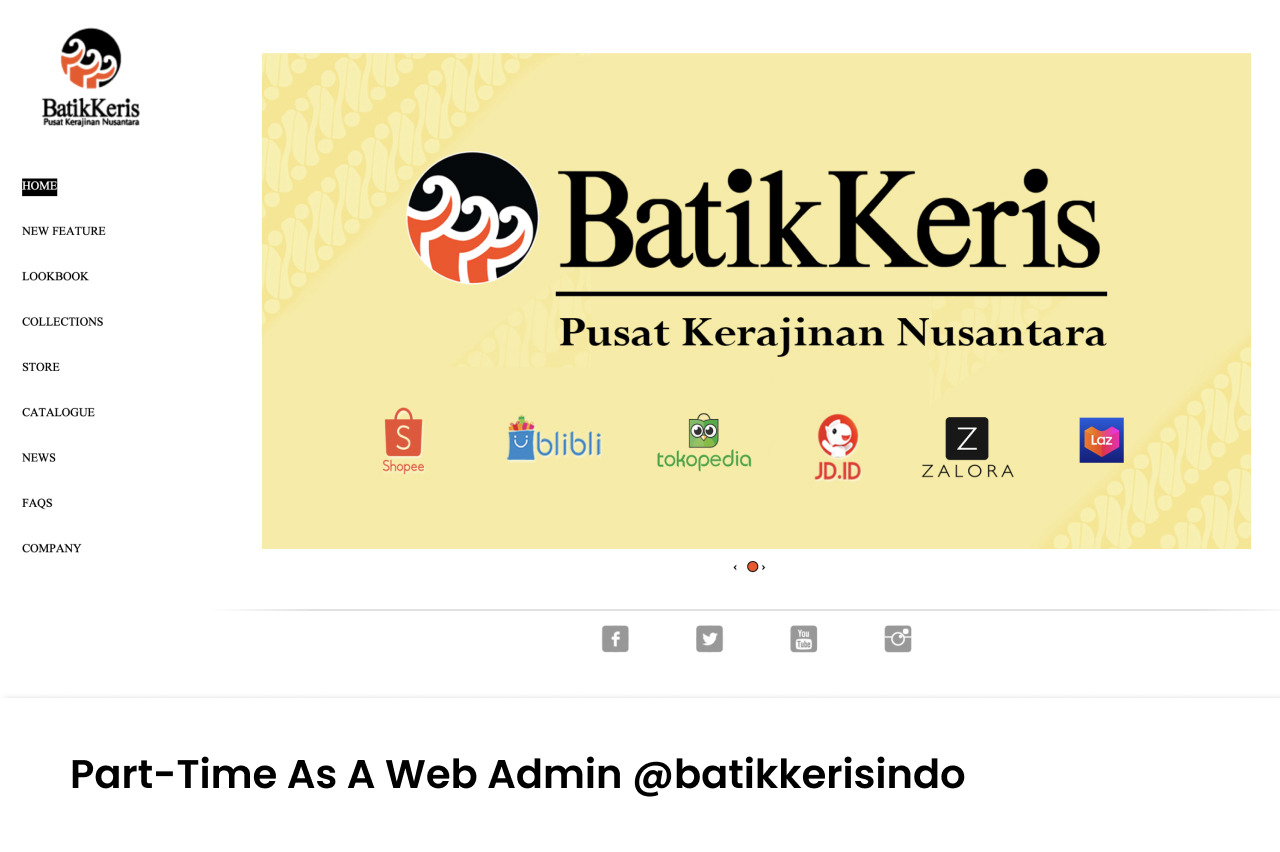 BatikKeris
Pusat Kerajinan Nusantara
HOME
NEW FEATURE
LOOKBOOK
COLLECTIONS
STORE
CATALOGUE
NEWS
FAQS
COMPANY
BatikKeris
Pusat Kerajinan Nusantara
S
Shopee
blibli
tokopedia
JD.ID
Z
ZALORA
Laz
‹ ›
f
You
Tube
Part-Time As A Web Admin @batikkerisindo